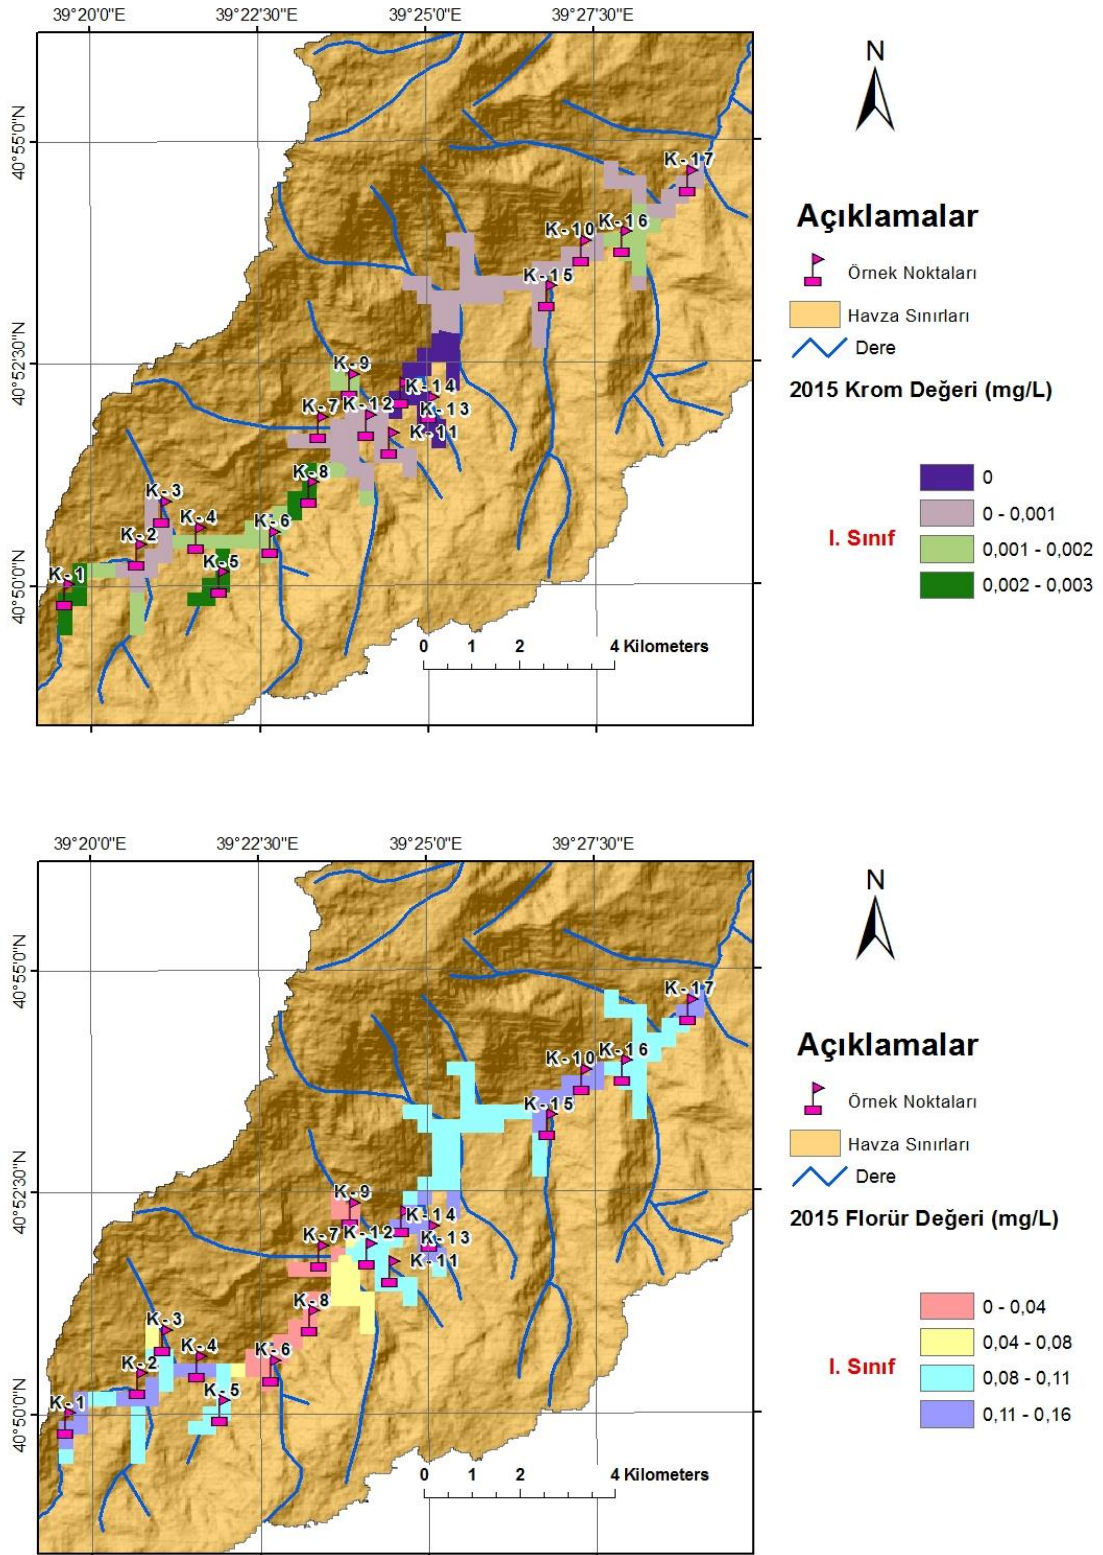 39°20'0"E 39°22'30"E 39°25'0"E 39°27'30"E
N
40°55'0"N
K-17
Açıklamalar
K-10 K-16
Örnek Noktaları
K-15
Havza Sınırları
Dere
40°52'30"N
K-9
K-14
2015 Krom Değeri (mg/L)
K-7 K-12 K-13
K-11
K-8
0
K-3
0 - 0,001
K-4 K-6
I. Sınıf
K-2
0,001 - 0,002
K-5
K-1
0,002 - 0,003
40°50'0"N
0 1 2 4 Kilometers
39°20'0"E 39°22'30"E 39°25'0"E 39°27'30"E
N
40°55'0"N
K-17
Açıklamalar
K-10 K-16
Örnek Noktaları
K-15
Havza Sınırları
Dere
40°52'30"N
K-9
K-14
2015 Florür Değeri (mg/L)
K-7 K-12 K-13
K-11
K-8
0 - 0,04
K-3
0,04 - 0,08
K-4 K-6
I. Sınıf
K-2
0,08 - 0,11
K-5
K-1
0,11 - 0,16
40°50'0"N
0 1 2 4 Kilometers